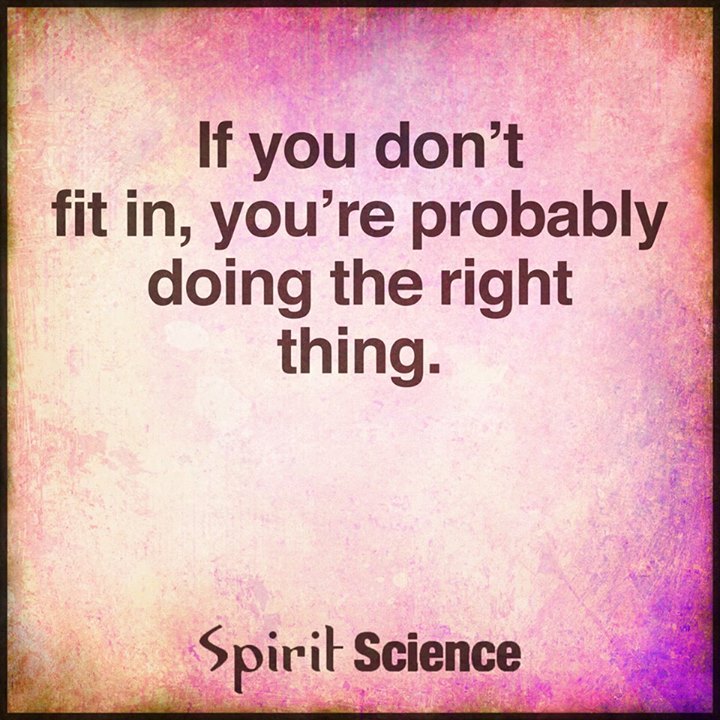 If you don’t
fit in, you’re probably
doing the right
thing.
Spirit Science